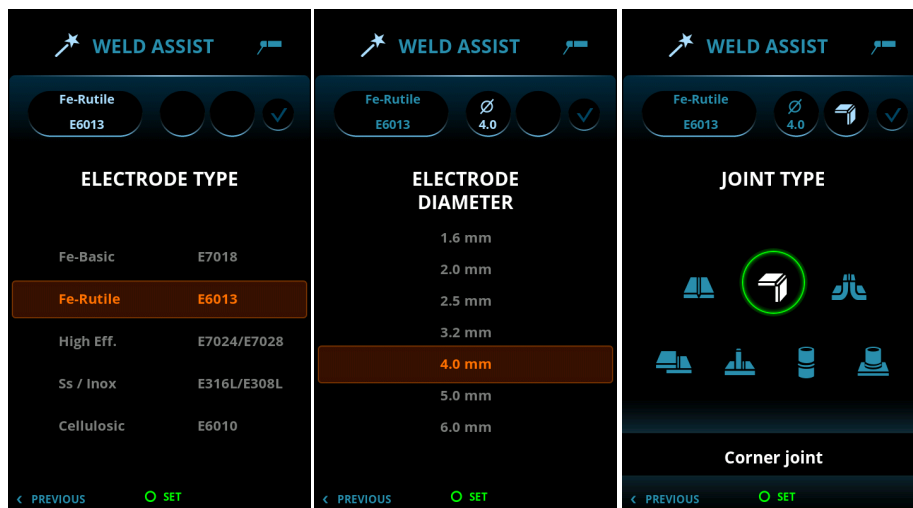 WELD ASSIST
Fe-Rutile
E6013
ELECTRODE TYPE
Fe-Basic E7018
Fe-Rutile E6013
High Eff. E7024/E7028
Ss / Inox E316L/E308L
Cellulosic E6010
‹ PREVIOUS SET
WELD ASSIST
Fe-Rutile
E6013
Ø
4.0
ELECTRODE
DIAMETER
1.6 mm
2.0 mm
2.5 mm
3.2 mm
4.0 mm
5.0 mm
6.0 mm
‹ PREVIOUS SET
WELD ASSIST
Fe-Rutile
E6013
Ø
4.0
JOINT TYPE
Corner joint
‹ PREVIOUS SET